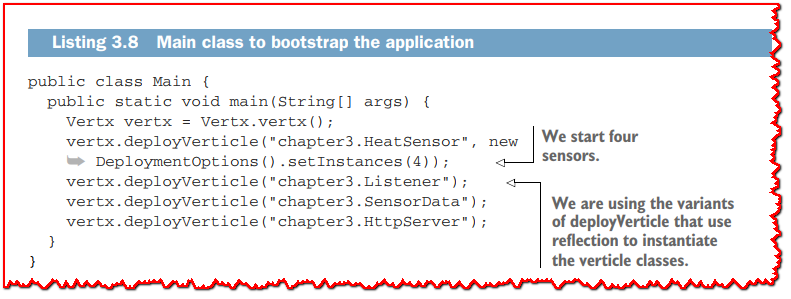 Listing 3.8 Main class to bootstrap the application
public class Main {
public static void main(String[] args) {
Vertx vertx = Vertx.vertx();
vertx.deployVerticle("chapter3.HeatSensor", new
➥ DeploymentOptions().setInstances(4));
vertx.deployVerticle("chapter3.Listener");
vertx.deployVerticle("chapter3.SensorData");
vertx.deployVerticle("chapter3.HttpServer");
}
}
We start four
sensors.
We are using the variants
of deployVerticle that use
reflection to instantiate
the verticle classes.